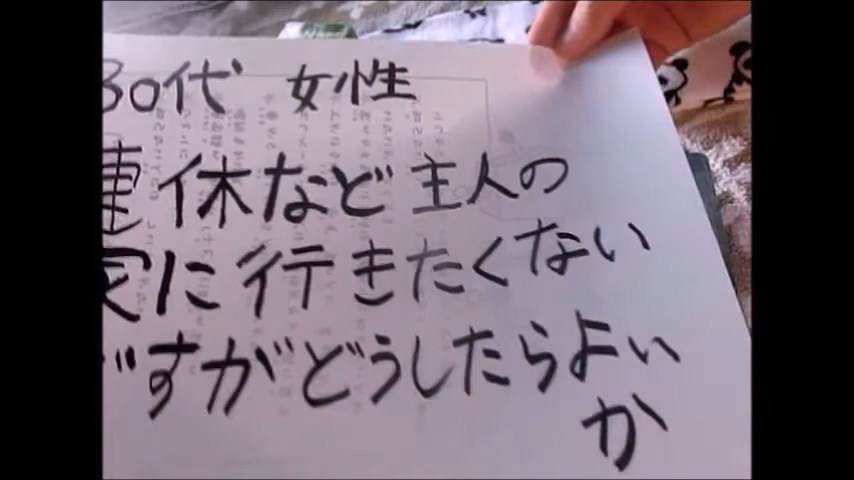 30代 女性
連休など主人の
家に行きたくない
ですがどうしたらよい
か